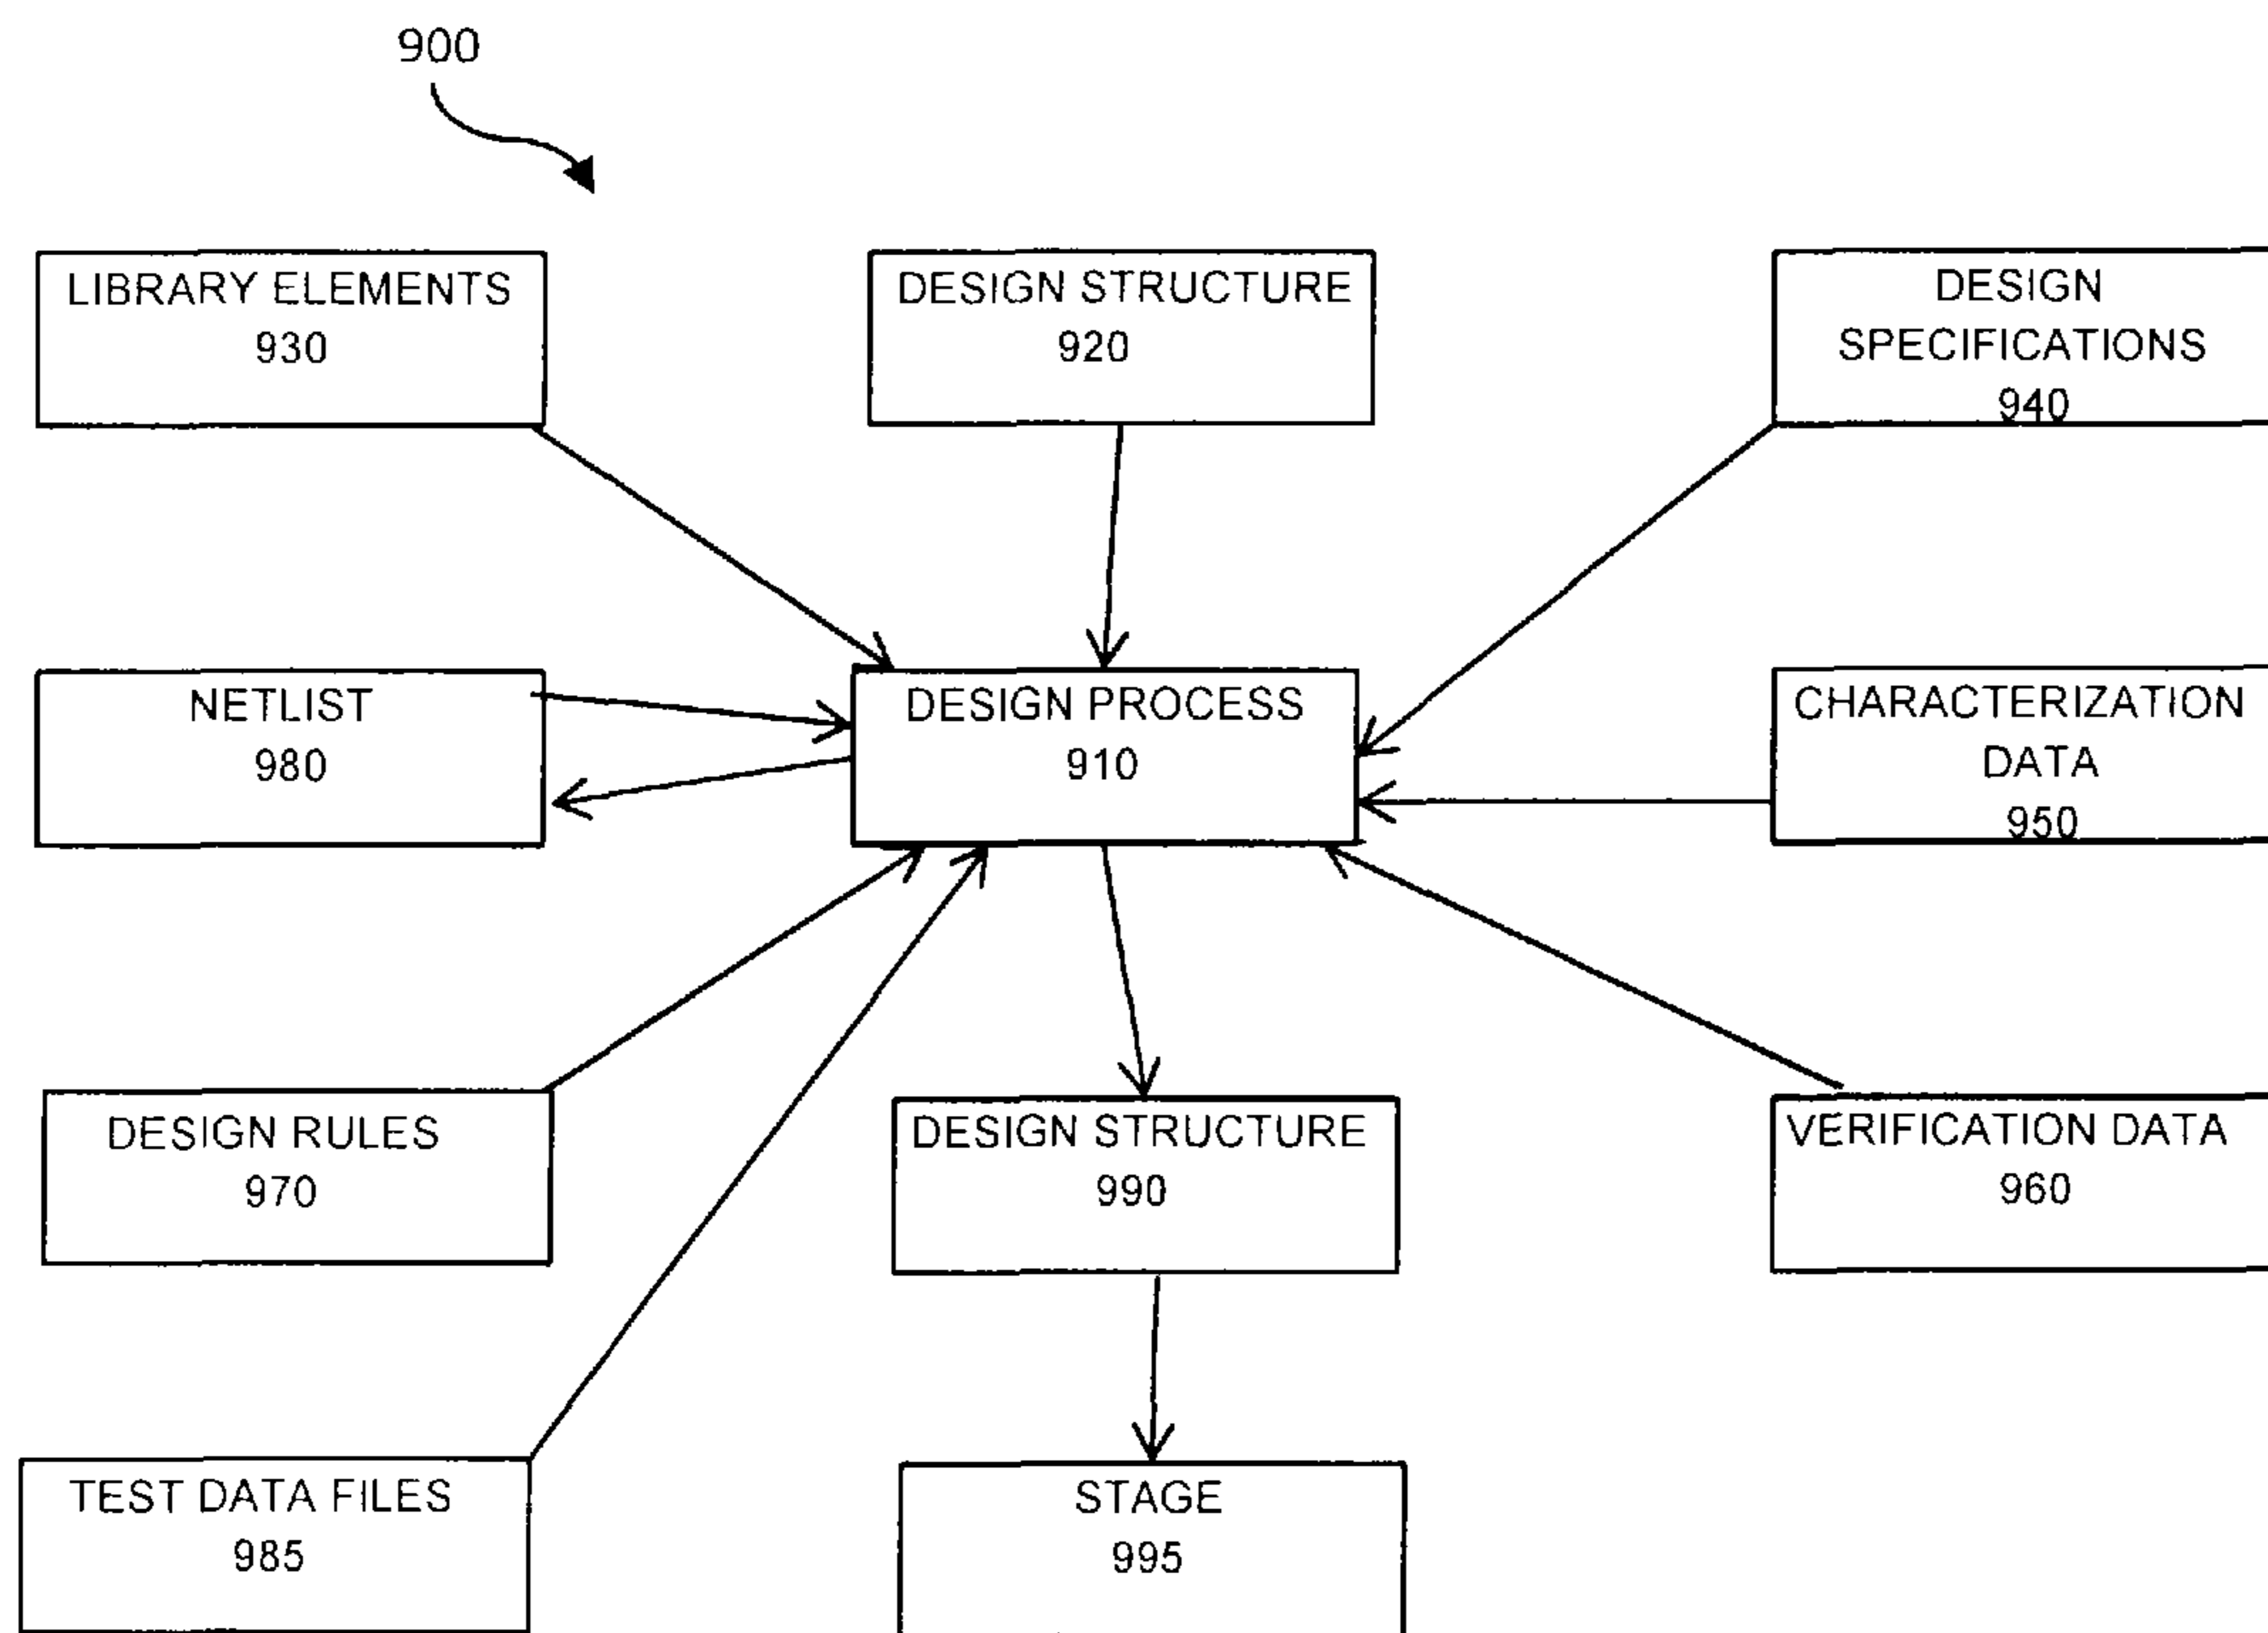 900
LIBRARY ELEMENTS
930
DESIGN STRUCTURE
920
DESIGN
SPECIFICATIONS
940
NETLIST
980
DESIGN PROCESS
910
CHARACTERIZATION
DATA
950
DESIGN RULES
970
DESIGN STRUCTURE
990
VERIFICATION DATA
960
TEST DATA FILES
985
STAGE
995